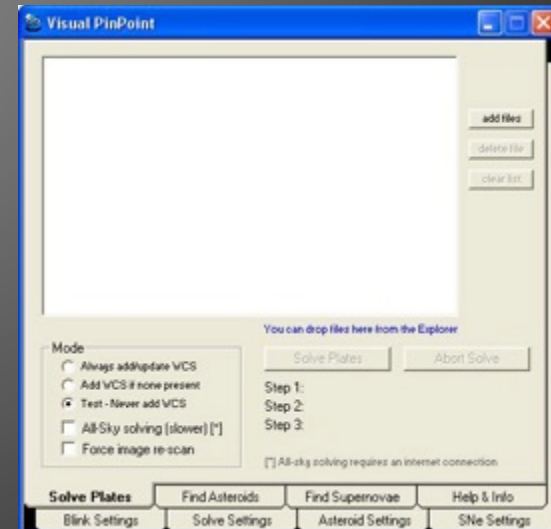 Visual PinPoint
add files
delete file
clear list
You can drop files here from the Explorer
Mode
Always add/update WCS
Add WCS if none present
Test - Never add WCS
All-Sky solving (slower) [*]
Force image re-scan
Solve Plates
Abort Solve
Step 1:
Step 2:
Step 3:
[*] All-sky solving requires an internet connection
Solve Plates
Find Asteroids
Find Supernovae
Help & Info
Blink Settings
Solve Settings
Asteroid Settings
SNe Settings